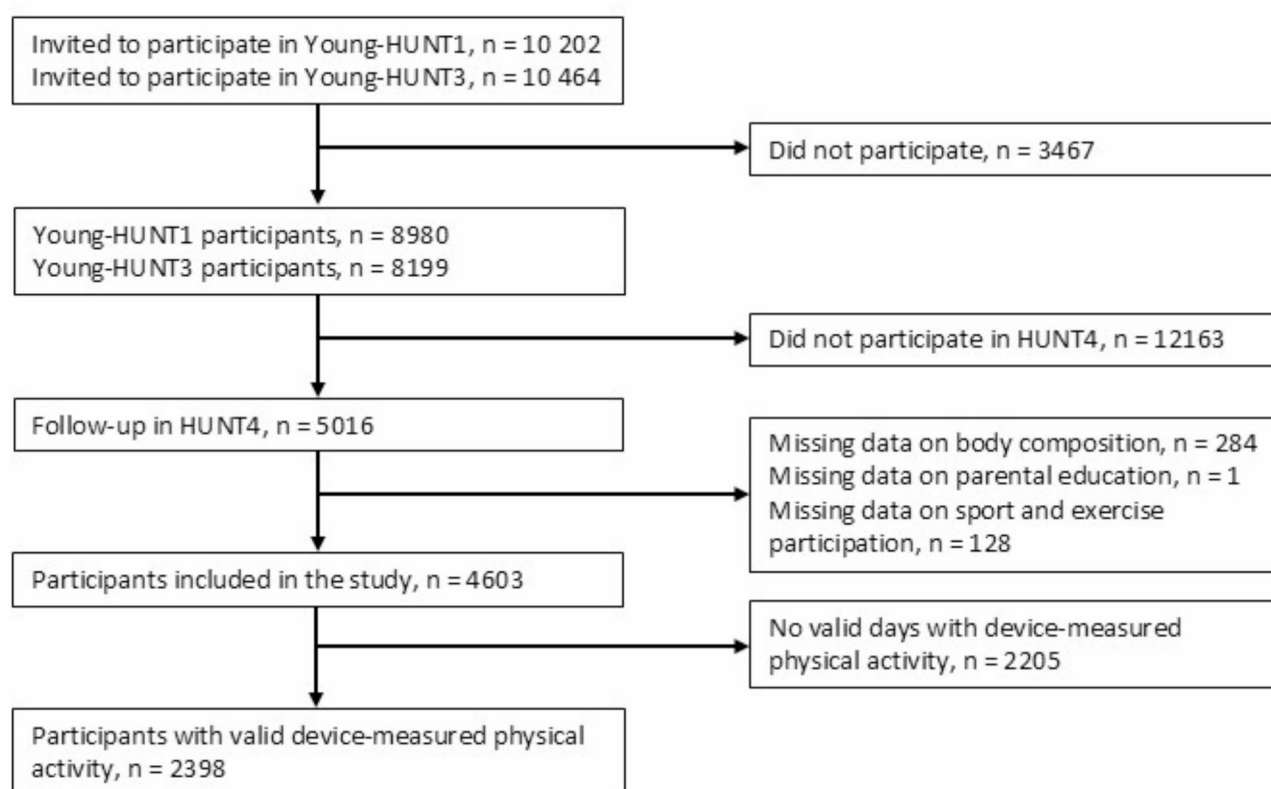 Invited to participate in Young-HUNT1, n = 10 202
Invited to participate in Young-HUNT3, n = 10 464
Did not participate, n = 3467
Young-HUNT1 participants, n = 8980
Young-HUNT3 participants, n = 8199
Did not participate in HUNT4, n = 12163
Follow-up in HUNT4, n = 5016
Missing data on body composition, n = 284
Missing data on parental education, n = 1
Missing data on sport and exercise
participation, n = 128
Participants included in the study, n = 4603
No valid days with device-measured
physical activity, n = 2205
Participants with valid device-measured physical
activity, n = 2398